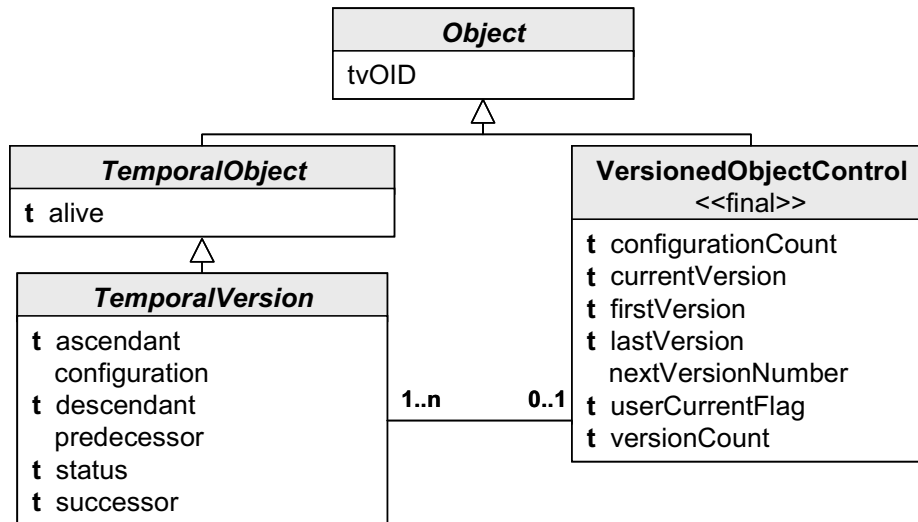 Object
tvOID
TemporalObject
t alive
VersionedObjectControl
<<final>>
t configurationCount
t currentVersion
t firstVersion
t lastVersion
nextVersionNumber
t userCurrentFlag
t versionCount
TemporalVersion
t ascendant
configuration
t descendant
predecessor
t status
t successor
1..n 0..1